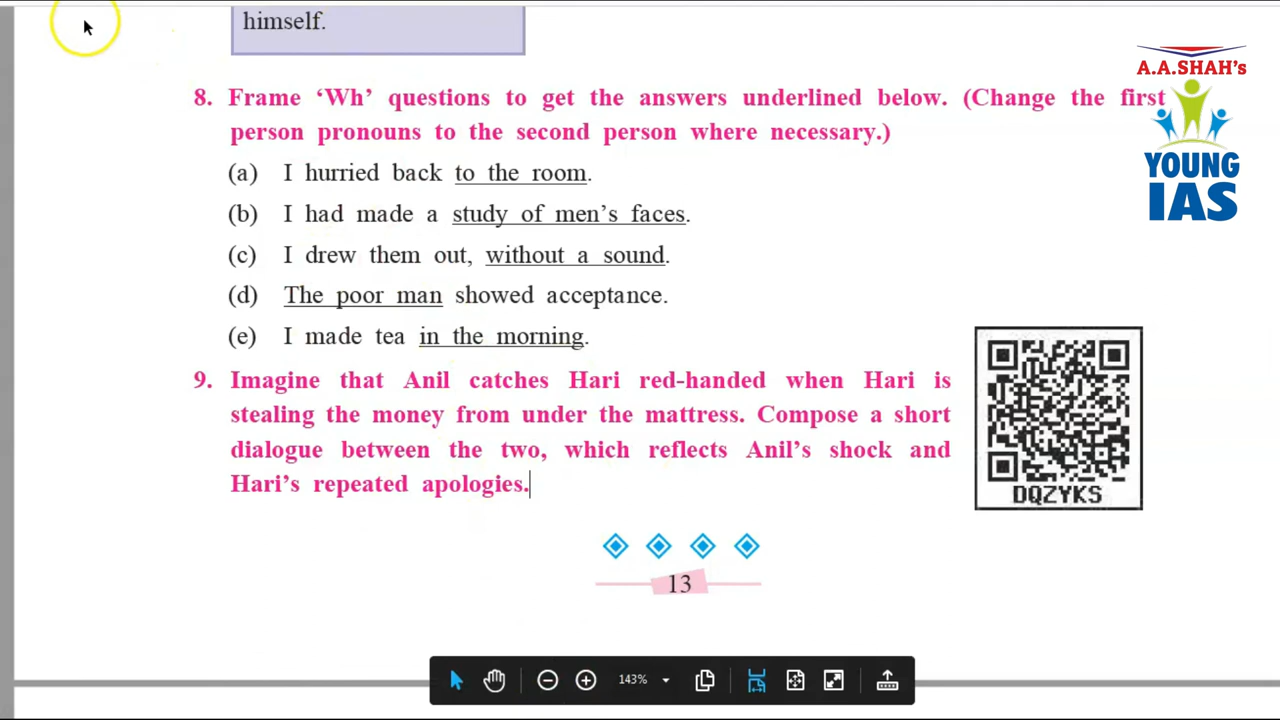 himself.
A.A.SHAH's
YOUNG
IAS
8. Frame ‘Wh’ questions to get the answers underlined below. (Change the first
person pronouns to the second person where necessary.)
(a) I hurried back to the room.
(b) I had made a study of men’s faces.
(c) I drew them out, without a sound.
(d) The poor man showed acceptance.
(e) I made tea in the morning.
9. Imagine that Anil catches Hari red-handed when Hari is
stealing the money from under the mattress. Compose a short
dialogue between the two, which reflects Anil’s shock and
Hari’s repeated apologies.
DQZYKS
13
143%